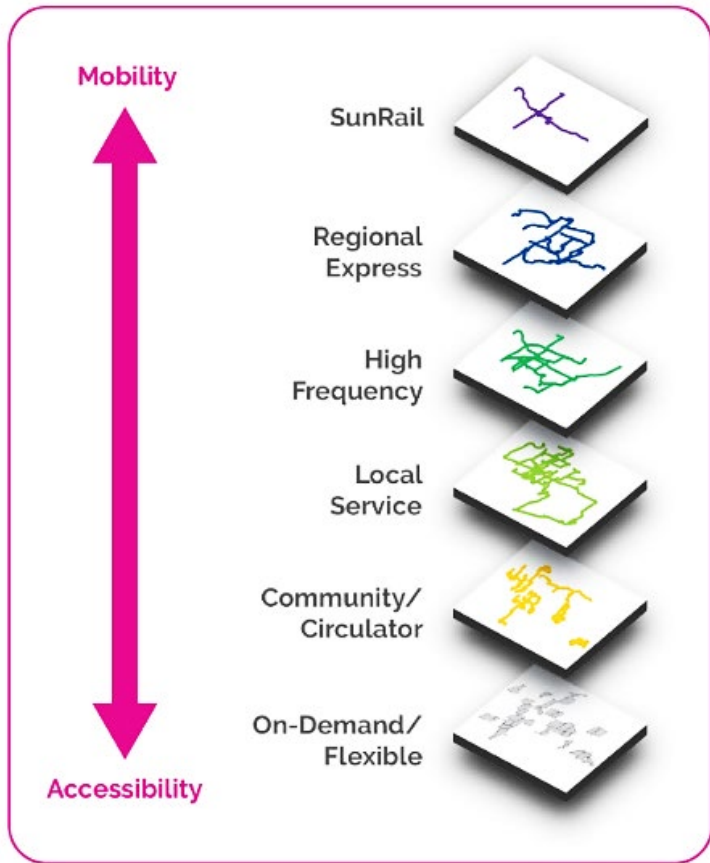 Mobility
SunRail
Regional
Express
High
Frequency
Local
Service
Community/
Circulator
On-Demand/
Flexible
Accessibility